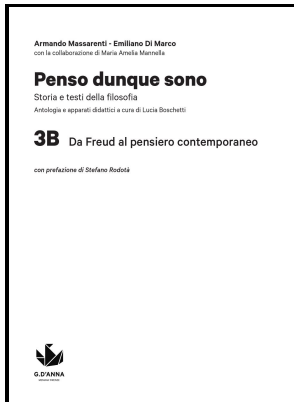 Armando Massarenti - Emiliano Di Marco
con la collaborazione di Maria Amelia Mannella
Penso dunque sono
Storia e testi della filosofia
Antologia e apparati didattici a cura di Lucia Boschetti
3B Da Freud al pensiero contemporaneo
con prefazione di Stefano Rodotà
G.D'ANNA